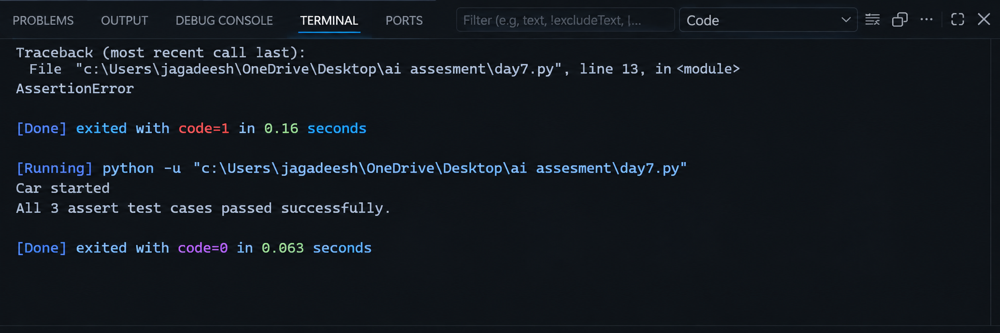 PROBLEMS OUTPUT DEBUG CONSOLE TERMINAL PORTS Filter (e.g, text, !excludeText, |... Code
Traceback (most recent call last):
File "c:\Users\jagadeesh\OneDrive\Desktop\ai assesment\day7.py", line 13, in <module>
AssertionError
[Done] exited with code=1 in 0.16 seconds
[Running] python -u "c:\Users\jagadeesh\OneDrive\Desktop\ai assesment\day7.py"
Car started
All 3 assert test cases passed successfully.
[Done] exited with code=0 in 0.063 seconds